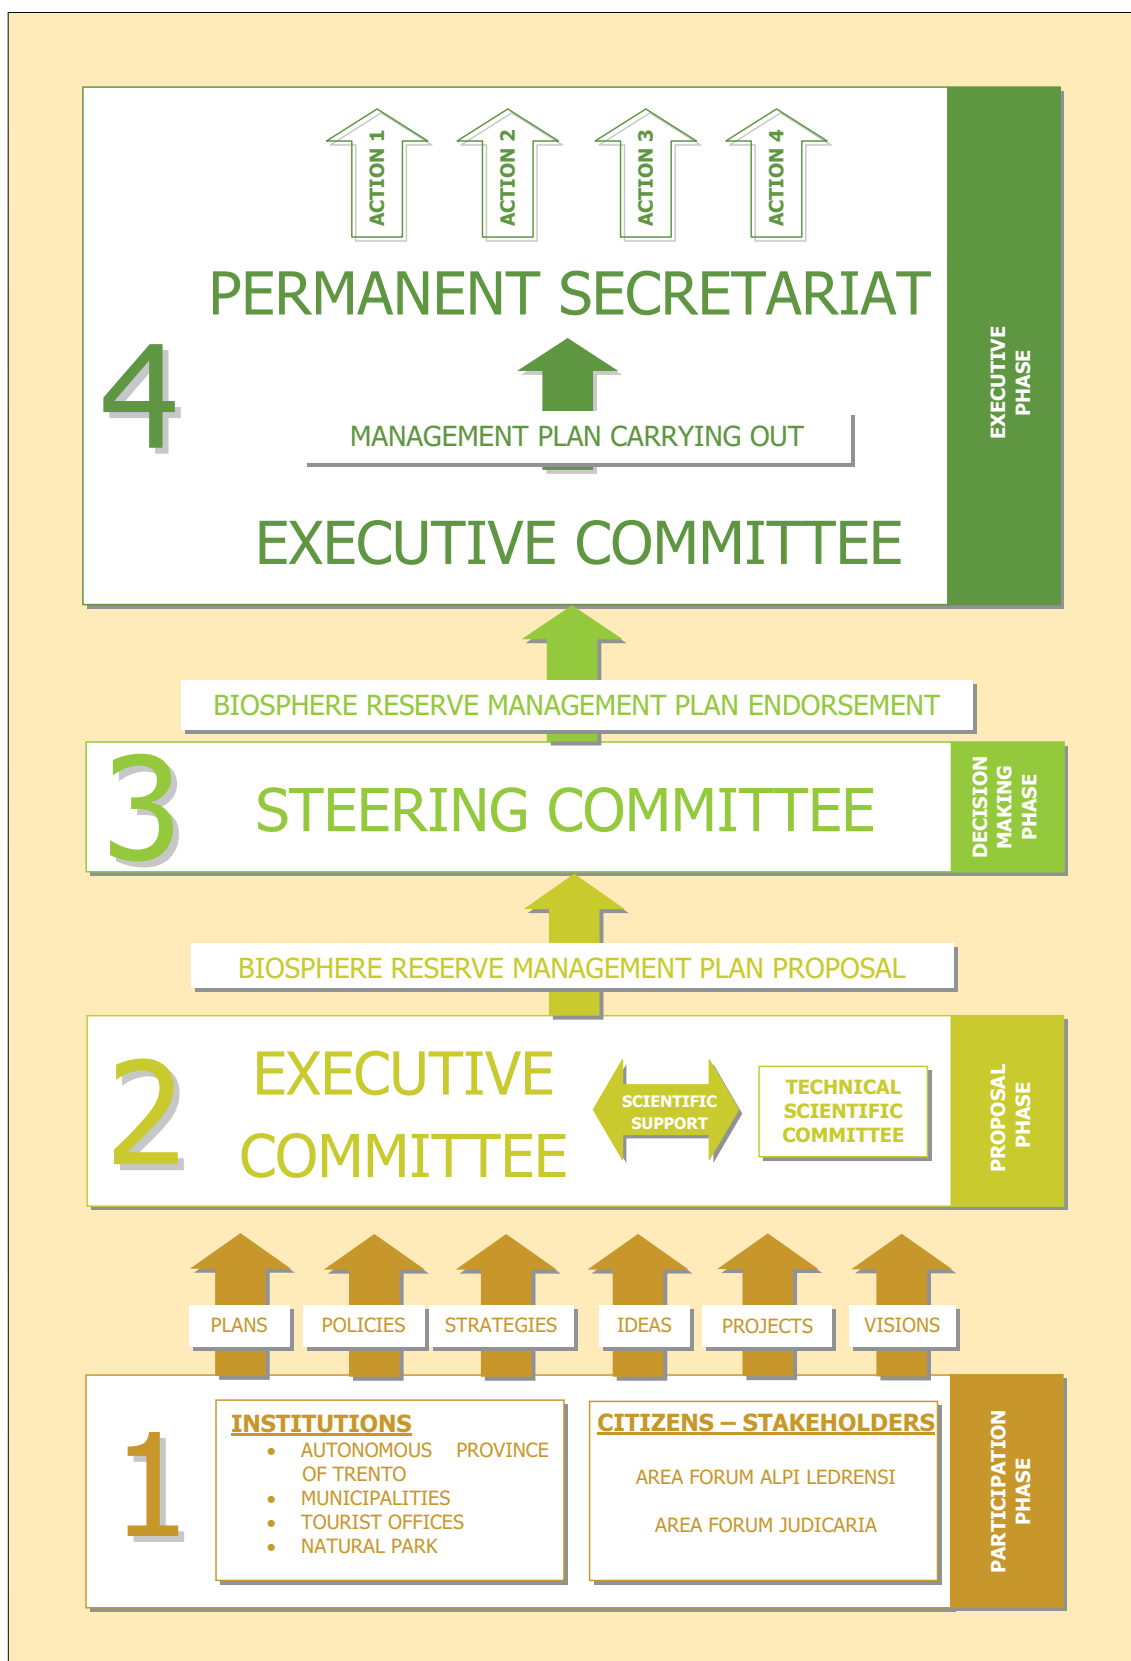 ACTION 1
ACTION 2
ACTION 3
ACTION 4
PERMANENT SECRETARIAT
4
MANAGEMENT PLAN CARRYING OUT
EXECUTIVE COMMITTEE
EXECUTIVE
PHASE
BIOSPHERE RESERVE MANAGEMENT PLAN ENDORSEMENT
3
STEERING COMMITTEE
DECISION
MAKING
PHASE
BIOSPHERE RESERVE MANAGEMENT PLAN PROPOSAL
2
EXECUTIVE
COMMITTEE
SCIENTIFIC
SUPPORT
TECHNICAL
SCIENTIFIC
COMMITTEE
PROPOSAL
PHASE
PLANS
POLICIES
STRATEGIES
IDEAS
PROJECTS
VISIONS
1
INSTITUTIONS
• AUTONOMOUS PROVINCE
OF TRENTO
• MUNICIPALITIES
• TOURIST OFFICES
• NATURAL PARK
CITIZENS – STAKEHOLDERS
AREA FORUM ALPI LEDRENSI
AREA FORUM JUDICARIA
PARTICIPATION
PHASE